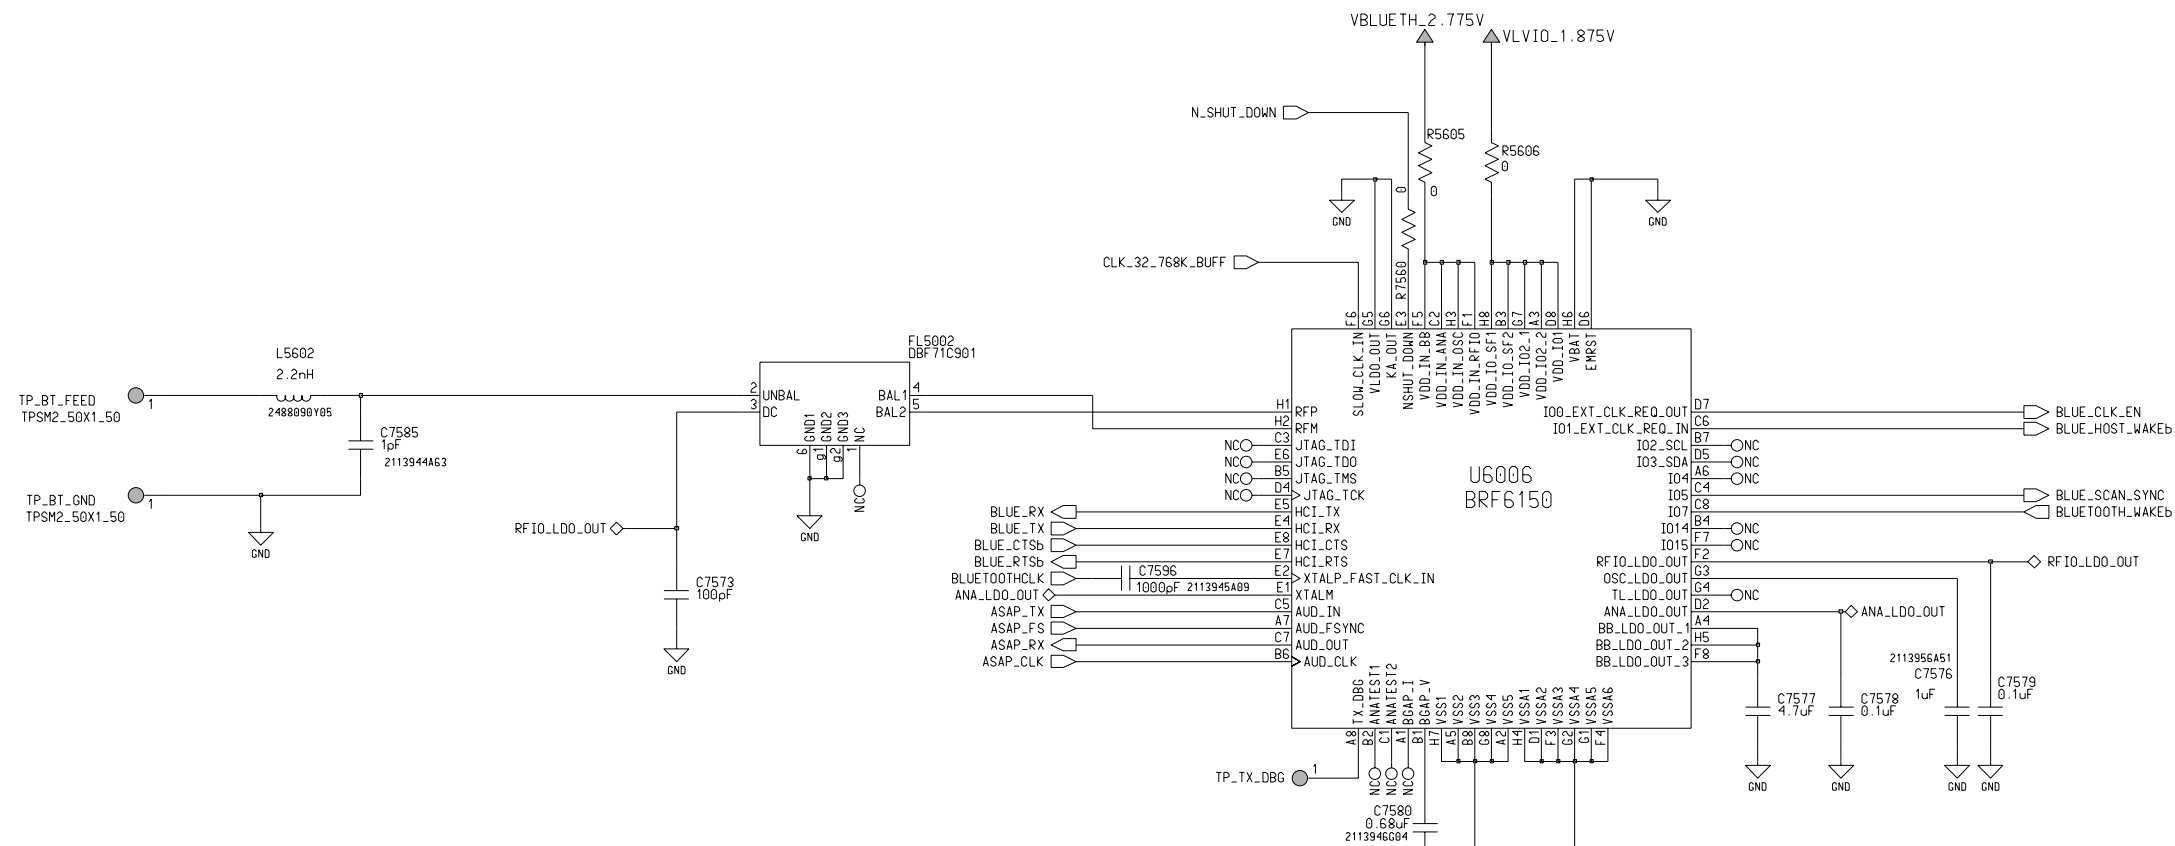 VBLUETH_2.775V
VLVIO_1.875V
N_SHUT_DOWN
R5605
0
R5606
0
0
R7560
GND
GND
CLK_32_768K_BUFF
F6
G5
G6
E3
F5
C2
H3
F1
H8
B3
G7
A3
D8
H6
D6
SLOW_CLK_IN
VLDO_OUT
KA_OUT
NSHUT_DOWN
VDD_IN_BB
VDD_IN_ANA
VDD_IN_OSC
VDD_IN_RFIO
VDD_IO_SF1
VDD_IO_SF2
VDD_IO2_1
VDD_IO2_2
VDD_IO1
VBAT
EMRST
L5602
2.2nH
2488090Y05
TP_BT_FEED
TPSM2_50X1_50
1
C7585
1pF
2113944A63
TP_BT_GND
TPSM2_50X1_50
1
GND
FL5002
DBF71C901
2 UNBAL
3 DC
BAL1 4
BAL2 5
GND1
GND2
GND3
NC
6
g1
g2
1
NC
GND
RFIO_LDO_OUT
C7573
100pF
GND
U6006
BRF6150
H1 RFP
H2 RFM
NC C3 JTAG_TDI
NC E6 JTAG_TDO
NC B5 JTAG_TMS
NC D4 JTAG_TCK
BLUE_RX E5 HCI_TX
BLUE_TX E4 HCI_RX
BLUE_CTSb E8 HCI_CTS
BLUE_RTSb E7 HCI_RTS
BLUETOOTHCLK C7596 E2 XTALP_FAST_CLK_IN
1000pF 2113945A09
ANA_LDO_OUT E1 XTALM
ASAP_TX C5 AUD_IN
ASAP_FS A7 AUD_FSYNC
ASAP_RX C7 AUD_OUT
ASAP_CLK B6 AUD_CLK
IO0_EXT_CLK_REQ_OUT D7 BLUE_CLK_EN
IO1_EXT_CLK_REQ_IN C6 BLUE_HOST_WAKEb
IO2_SCL B7 NC
IO3_SDA D5 NC
IO4 A6 NC
IO5 C4 BLUE_SCAN_SYNC
IO7 C8 BLUETOOTH_WAKEb
IO14 B4 NC
IO15 F7 NC
RFIO_LDO_OUT F2 RFIO_LDO_OUT
OSC_LDO_OUT G3
TL_LDO_OUT G4 NC
ANA_LDO_OUT D2 ANA_LDO_OUT
BB_LDO_OUT_1 A4
BB_LDO_OUT_2 H5
BB_LDO_OUT_3 F8
C7577
4.7uF
C7578
0.1uF
2113956A51
C7576
1uF
C7579
0.1uF
GND
GND
GND
GND
TX_DBG
ANATEST1
ANATEST2
BGAP_I
BGAP_V
VSS1
VSS2
VSS3
VSS4
VSS5
VSSA1
VSSA2
VSSA3
VSSA4
VSSA5
VSSA6
A8
B2
C1
A1
B1
H7
A5
B8
G8
A2
H4
D1
F3
G2
G1
F4
TP_TX_DBG 1
NC
NC
NC
C7580
0.68uF
2113946G04